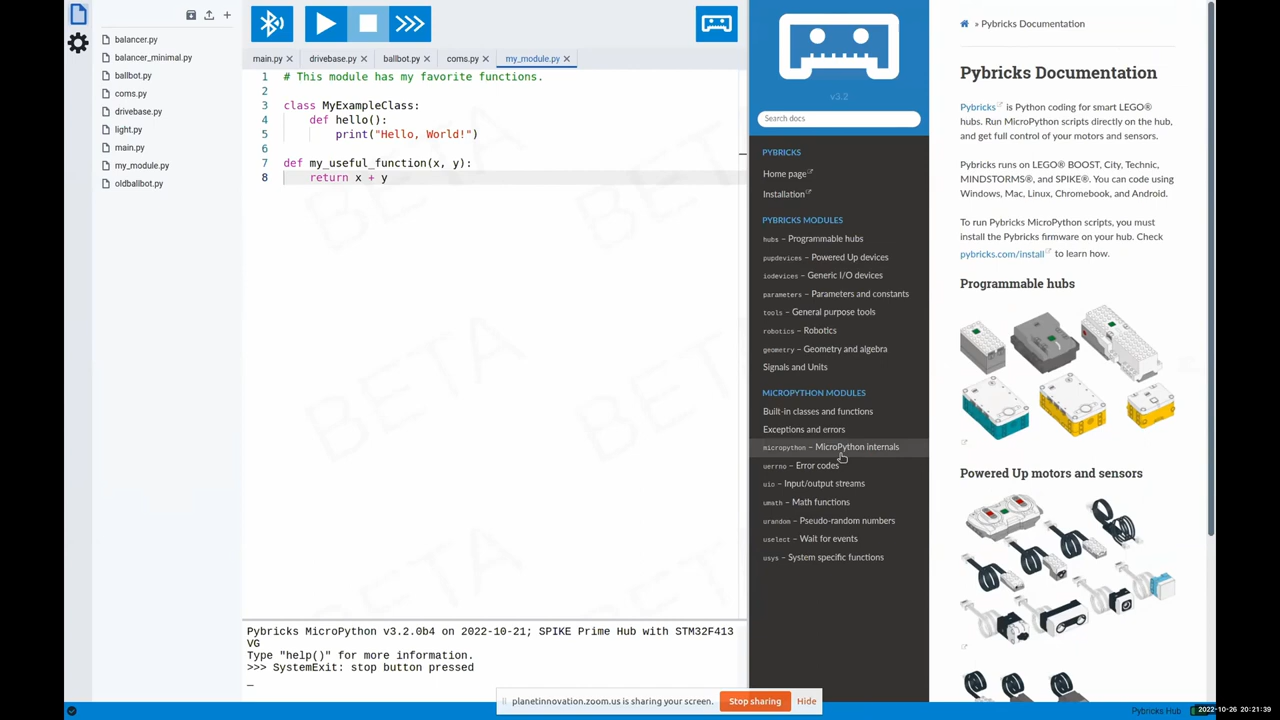 balancer.py
balancer_minimal.py
ballbot.py
coms.py
drivebase.py
light.py
main.py
my_module.py
oldbalibot.py
main.py
drivebase.py
ballbot.py
coms.py
my_module.py
1 # This module has my favorite functions.
2
3 class MyExampleClass:
4 def hello():
5 print("Hello, World!")
6
7 def my_useful_function(x, y):
8 return x + y
BETA
BETA
BETA
BETA
BETA
BETA
Pybricks MicroPython v3.2.0b4 on 2022-10-21; SPIKE Prime Hub with STM32F413
VG
Type "help()" for more information.
>>> SystemExit: stop button pressed
v3.2
Search docs
PYBRICKS
Home page
Installation
PYBRICKS MODULES
hubs – Programmable hubs
pupdevices – Powered Up devices
iodevices – Generic I/O devices
parameters – Parameters and constants
tools – General purpose tools
robotics – Robotics
geometry – Geometry and algebra
Signals and Units
MICROPYTHON MODULES
Built-in classes and functions
Exceptions and errors
micropython – MicroPython internals
uerrno – Error codes
uio – Input/output streams
umath – Math functions
urandom – Pseudo-random numbers
uselect – Wait for events
usys – System specific functions
» Pybricks Documentation
Pybricks Documentation
Pybricks is Python coding for smart LEGO®
hubs. Run MicroPython scripts directly on the hub,
and get full control of your motors and sensors.
Pybricks runs on LEGO® BOOST, City, Technic,
MINDSTORMS®, and SPIKE®. You can code using
Windows, Mac, Linux, Chromebook, and Android.
To run Pybricks MicroPython scripts, you must
install the Pybricks firmware on your hub. Check
pybricks.com/install to learn how.
Programmable hubs
Powered Up motors and sensors
planetinnovation.zoom.us is sharing your screen.
Stop sharing
Hide
Pybricks Hub
2022-10-26 20:21:39